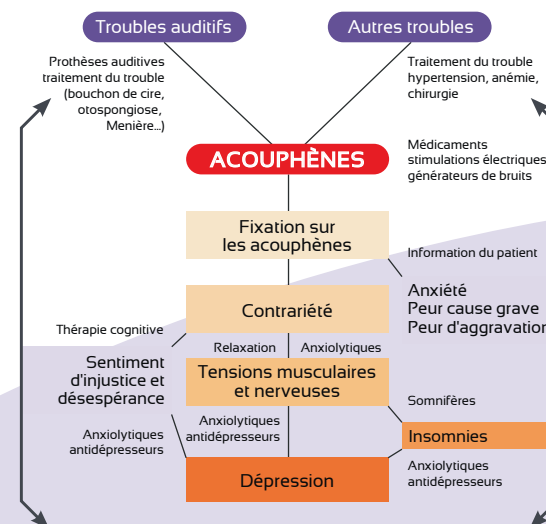 Troubles auditifs
Autres troubles
Prothèses auditives
traitement du trouble
(bouchon de cire,
otospongiose,
Menière...)
Traitement du trouble
hypertension, anémie,
chirurgie
ACOUPHÈNES
Médicaments
stimulations électriques
générateurs de bruits
Fixation sur
les acouphènes
Information du patient
Anxiété
Peur cause grave
Peur d'aggravation
Contrariété
Thérapie cognitive
Relaxation
Anxiolytiques
Sentiment
d'injustice et
désespérance
Tensions musculaires
et nerveuses
Somnifères
Anxiolytiques
antidépresseurs
Anxiolytiques
antidépresseurs
Insomnies
Anxiolytiques
antidépresseurs
Dépression